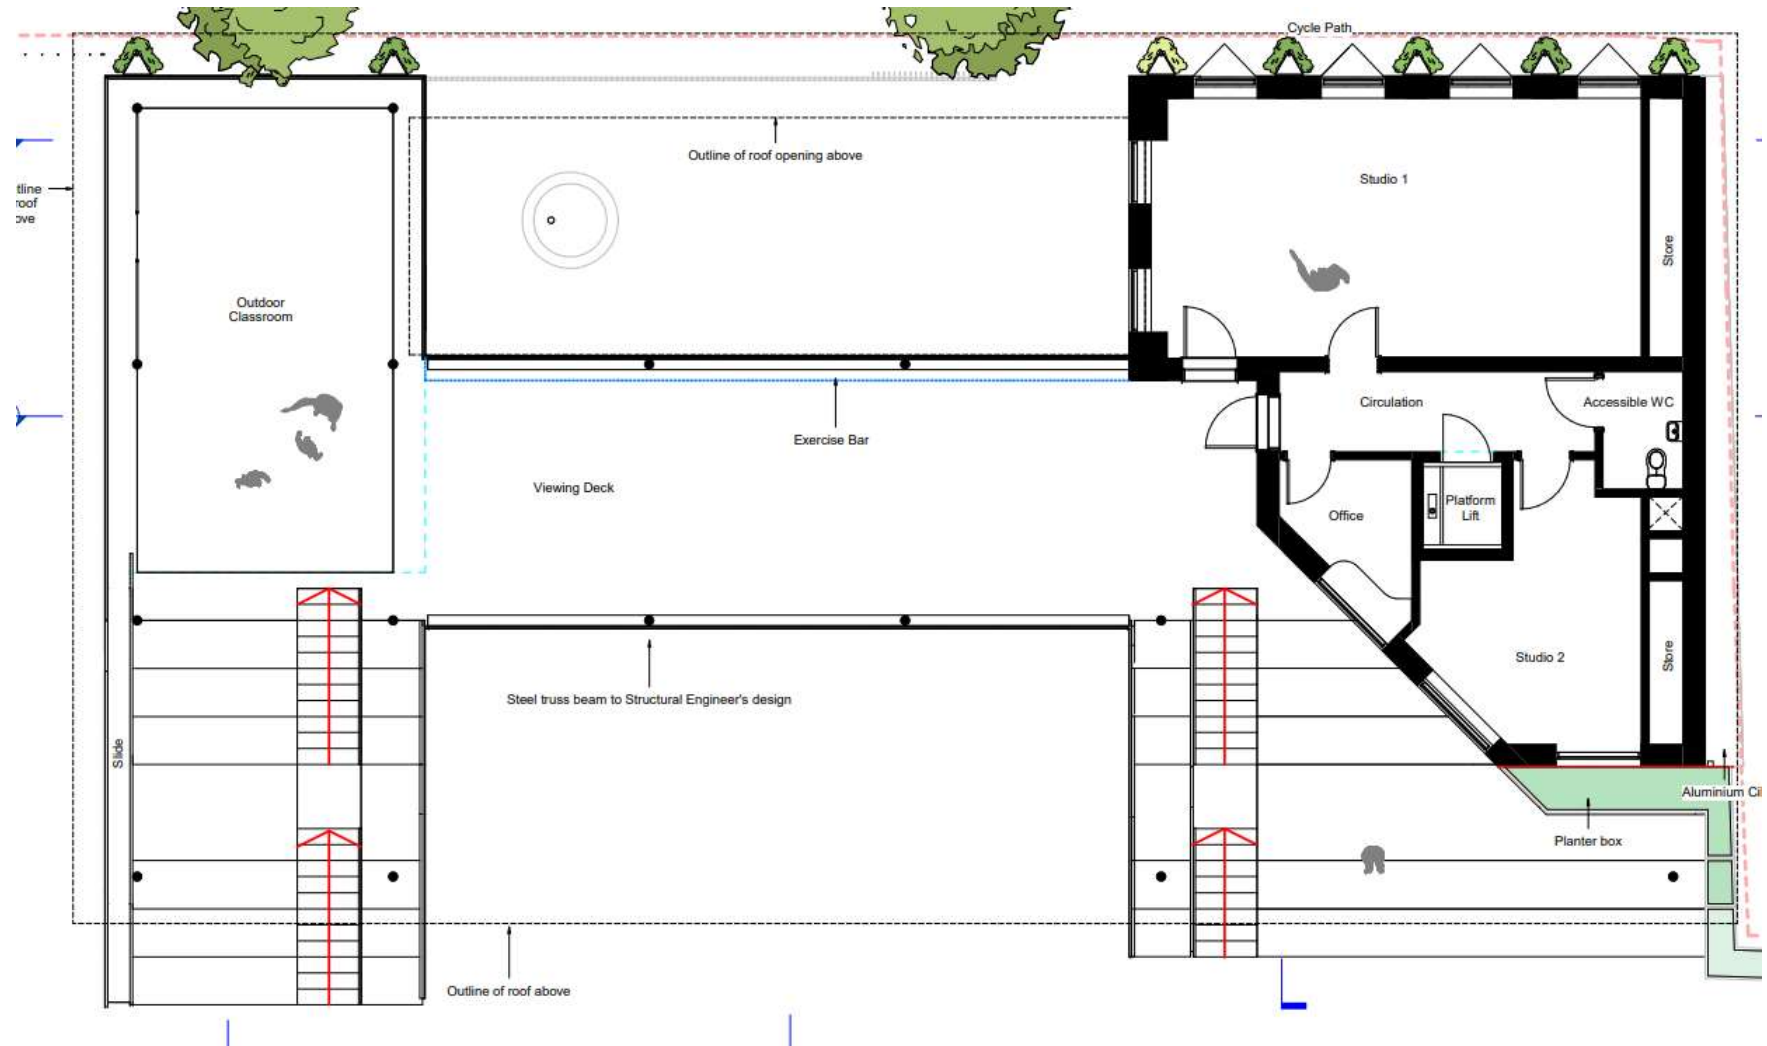 Cycle Path
Outline of roof opening above
Studio 1
tline
roof
ove
Store
Outdoor
Classroom
Circulation
Accessible WC
Exercise Bar
Viewing Deck
Platform
Lift
Office
Studio 2
Store
Steel truss beam to Structural Engineer's design
Slide
Aluminium Cl
Planter box
Outline of roof above